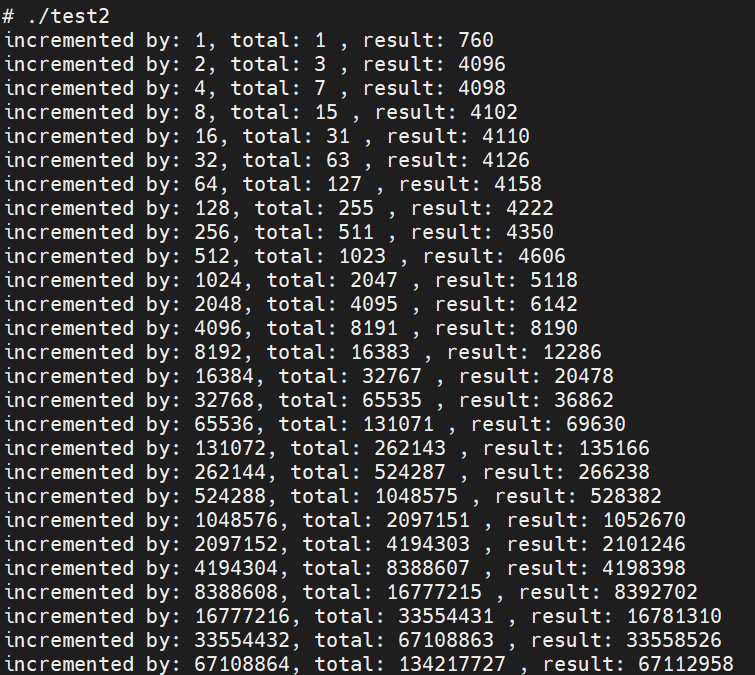 # ./test2
incremented by: 1, total: 1 , result: 760
incremented by: 2, total: 3 , result: 4096
incremented by: 4, total: 7 , result: 4098
incremented by: 8, total: 15 , result: 4102
incremented by: 16, total: 31 , result: 4110
incremented by: 32, total: 63 , result: 4126
incremented by: 64, total: 127 , result: 4158
incremented by: 128, total: 255 , result: 4222
incremented by: 256, total: 511 , result: 4350
incremented by: 512, total: 1023 , result: 4606
incremented by: 1024, total: 2047 , result: 5118
incremented by: 2048, total: 4095 , result: 6142
incremented by: 4096, total: 8191 , result: 8190
incremented by: 8192, total: 16383 , result: 12286
incremented by: 16384, total: 32767 , result: 20478
incremented by: 32768, total: 65535 , result: 36862
incremented by: 65536, total: 131071 , result: 69630
incremented by: 131072, total: 262143 , result: 135166
incremented by: 262144, total: 524287 , result: 266238
incremented by: 524288, total: 1048575 , result: 528382
incremented by: 1048576, total: 2097151 , result: 1052670
incremented by: 2097152, total: 4194303 , result: 2101246
incremented by: 4194304, total: 8388607 , result: 4198398
incremented by: 8388608, total: 16777215 , result: 8392702
incremented by: 16777216, total: 33554431 , result: 16781310
incremented by: 33554432, total: 67108863 , result: 33558526
incremented by: 67108864, total: 134217727 , result: 67112958